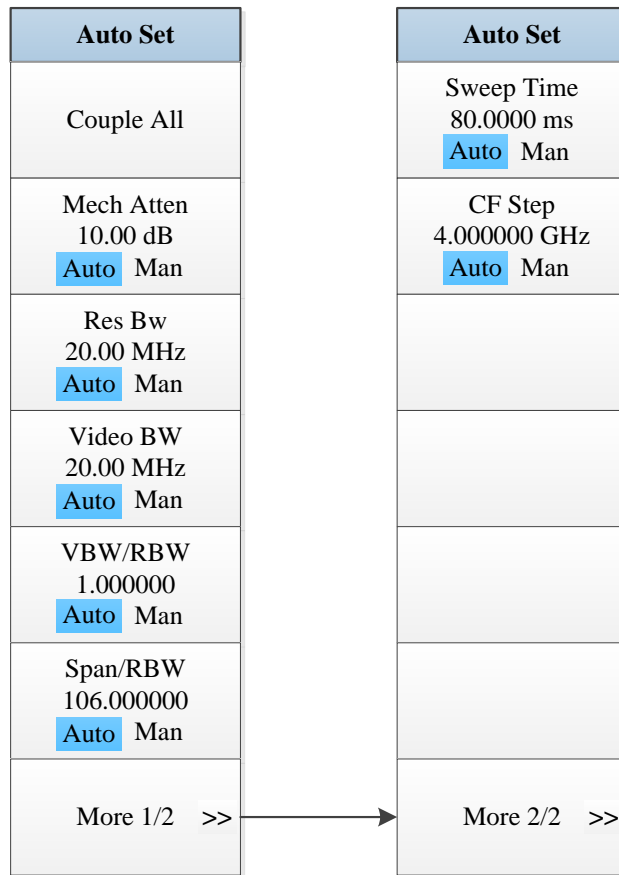 Auto Set
Couple All
Mech Atten
10.00 dB
Auto Man
Res Bw
20.00 MHz
Auto Man
Video BW
20.00 MHz
Auto Man
VBW/RBW
1.000000
Auto Man
Span/RBW
106.000000
Auto Man
More 1/2 >>
Auto Set
Sweep Time
80.0000 ms
Auto Man
CF Step
4.000000 GHz
Auto Man
More 2/2 >>